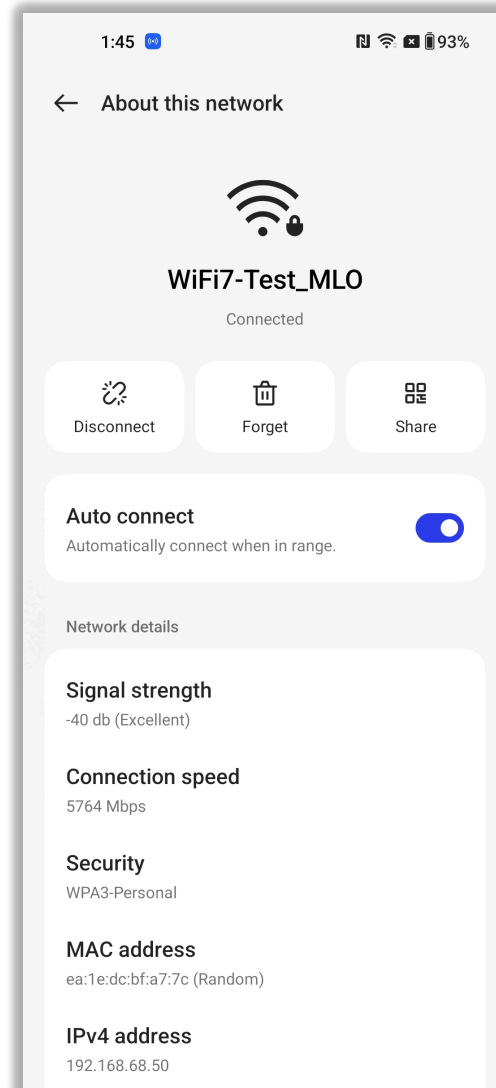 1:45 93%
About this network
WiFi7-Test_MLO
Connected
Disconnect Forget Share
Auto connect
Automatically connect when in range.
Network details
Signal strength
-40 db (Excellent)
Connection speed
5764 Mbps
Security
WPA3-Personal
MAC address
ea:1e:dc:bf:a7:7c (Random)
IPv4 address
192.168.68.50